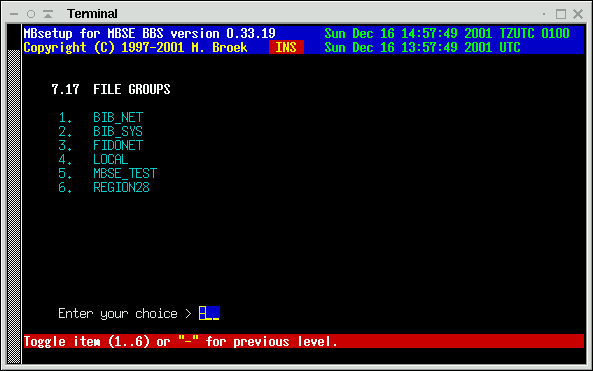 Terminal
MBsetup for MBSE BBS version 0.33.19 Sun Dec 16 14:57:49 2001 TZUTC 0100
Copyright (C) 1997-2001 M. Broek INS Sun Dec 16 13:57:49 2001 UTC
7.17 FILE GROUPS
1. BIB_NET
2. BIB_SYS
3. FIDONET
4. LOCAL
5. MBSE_TEST
6. REGION28
Enter your choice > -__
Toggle item (1..6) or "-" for previous level.